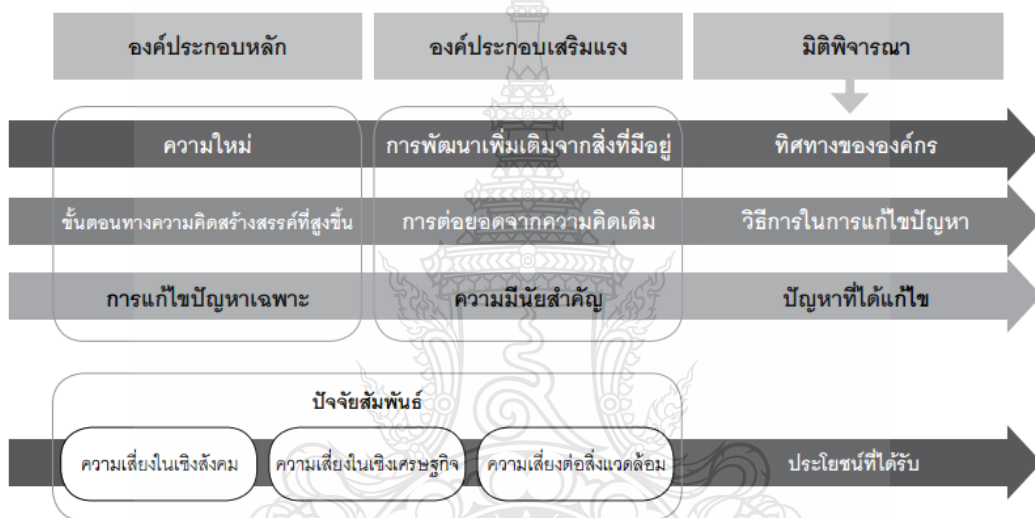 องค์ประกอบหลัก องค์ประกอบเสริมแรง มิติพิจารณา
ความใหม่ การพัฒนาเพิ่มเติมจากสิ่งที่มีอยู่ ทิศทางขององค์กร
ขั้นตอนทางความคิดสร้างสรรค์ที่สูงขึ้น การต่อยอดจากความคิดเดิม วิธีการในการแก้ไขปัญหา
การแก้ไขปัญหาเฉพาะ ความมีนัยสำคัญ ปัญหาที่ได้แก้ไข
ปัจจัยสัมพันธ์
ความเสี่ยงในเชิงสังคม ความเสี่ยงในเชิงเศรษฐกิจ ความเสี่ยงต่อสิ่งแวดล้อม ประโยชน์ที่ได้รับ